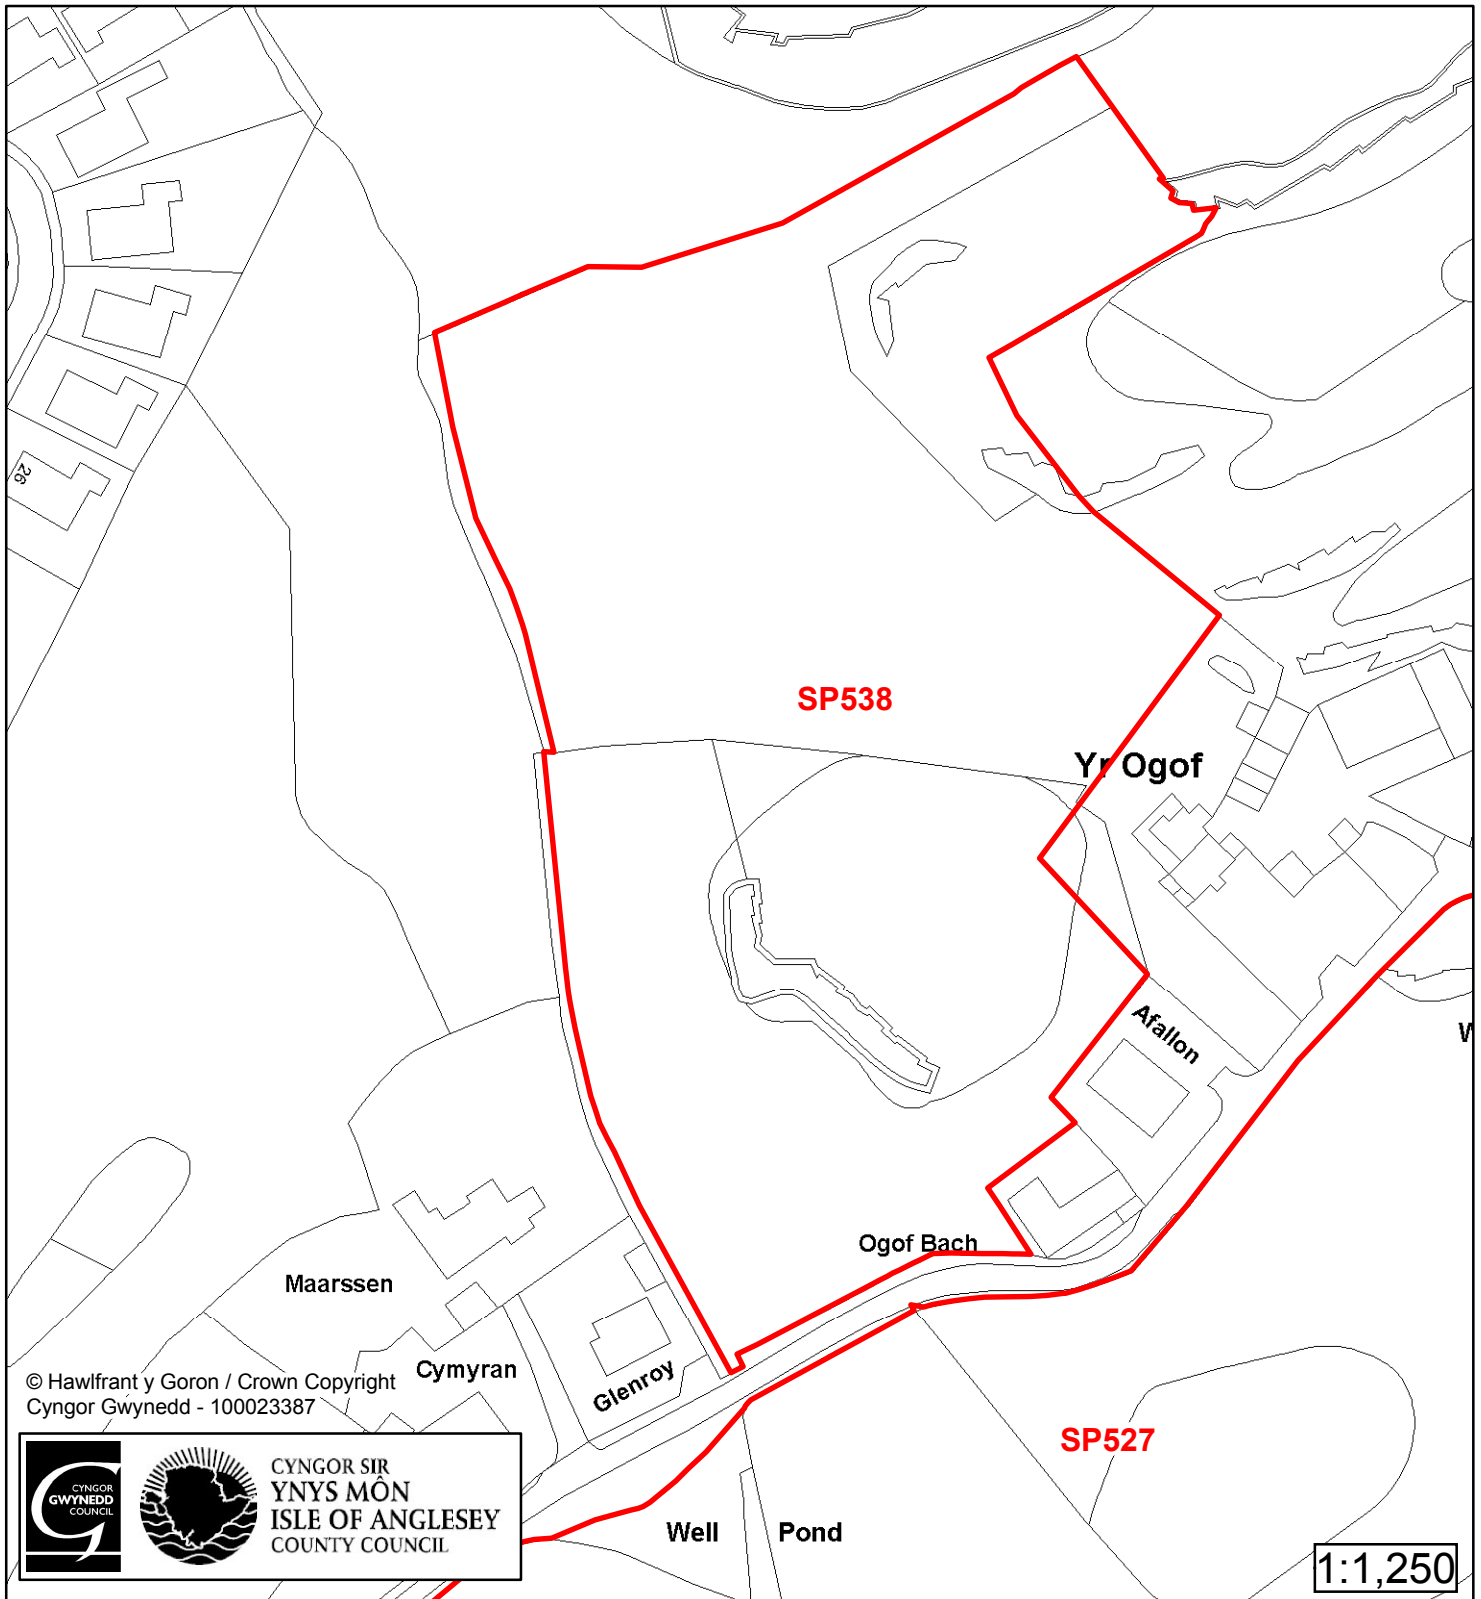 26
SP538
Yr Ogof
Afallon
W
Ogof Bach
Maarssen
Cymyran
Glenroy
© Hawlfraint y Goron / Crown Copyright
Cyngor Gwynedd - 100023387
SP527
CYNGOR
GWYNEDD
COUNCIL
CYNGOR SIR
YNYS MÔN
ISLE OF ANGLESEY
COUNTY COUNCIL
Well
Pond
1:1,250